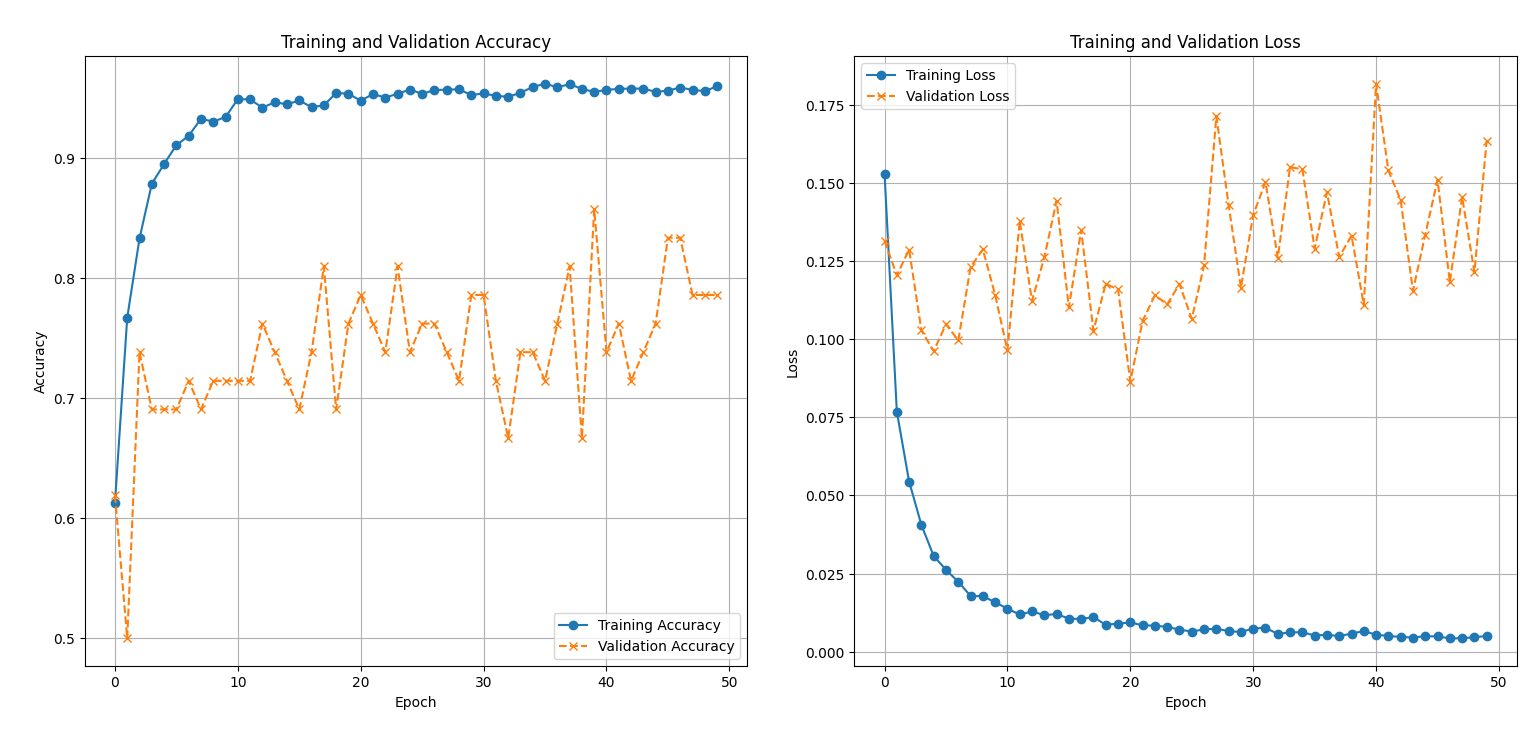 Training and Validation Accuracy
Accuracy
0.9
0.8
0.7
0.6
0.5
0
10
20
30
40
50
Epoch
Training Accuracy
Validation Accuracy
Training and Validation Loss
Training Loss
Validation Loss
Loss
0.175
0.150
0.125
0.100
0.075
0.050
0.025
0.000
0
10
20
30
40
50
Epoch